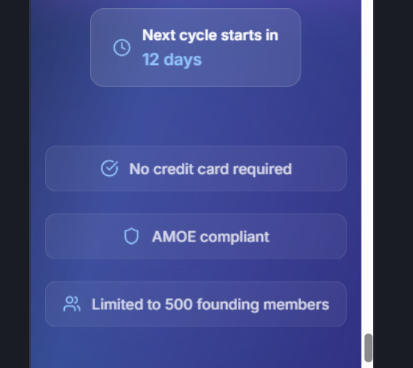 Next cycle starts in
12 days
No credit card required
AMOE compliant
Limited to 500 founding members